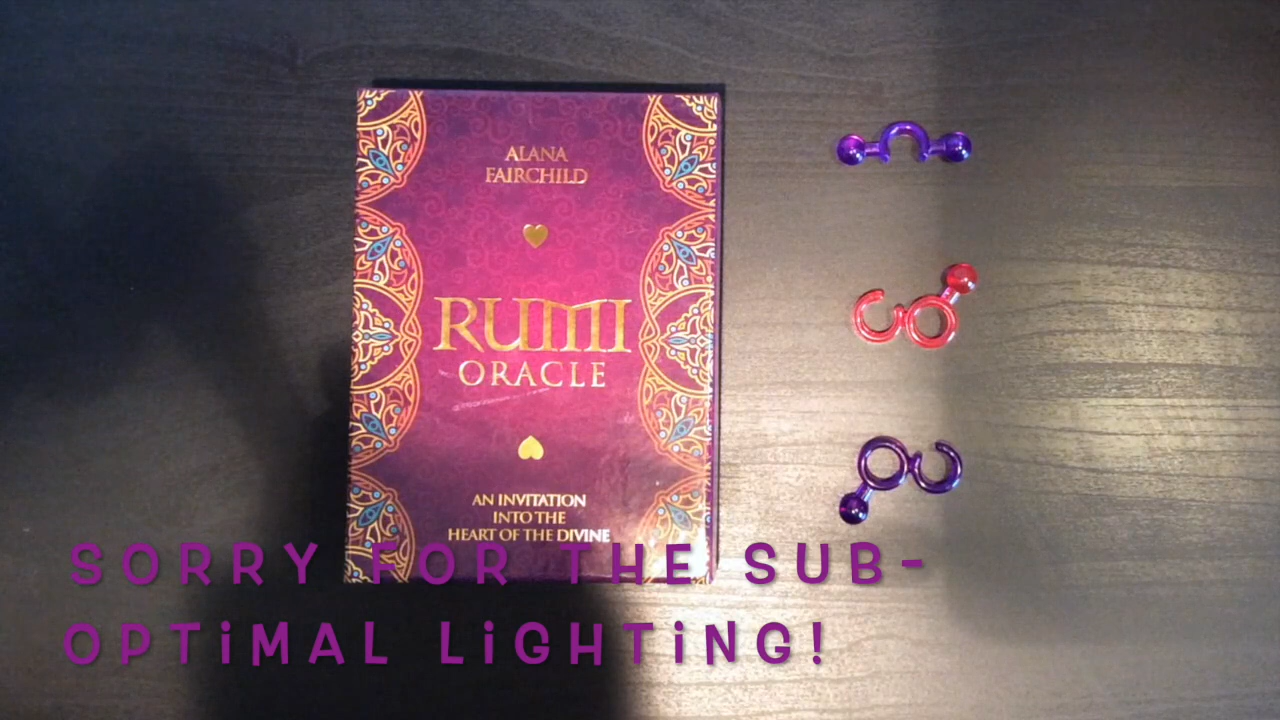 ALANA
FAIRCHILD
RUMI
ORACLE
AN INVITATION
INTO THE
HEART OF THE DIVINE
SORRY FOR THE SUB-
OPTiMAL LiGHTiNG!